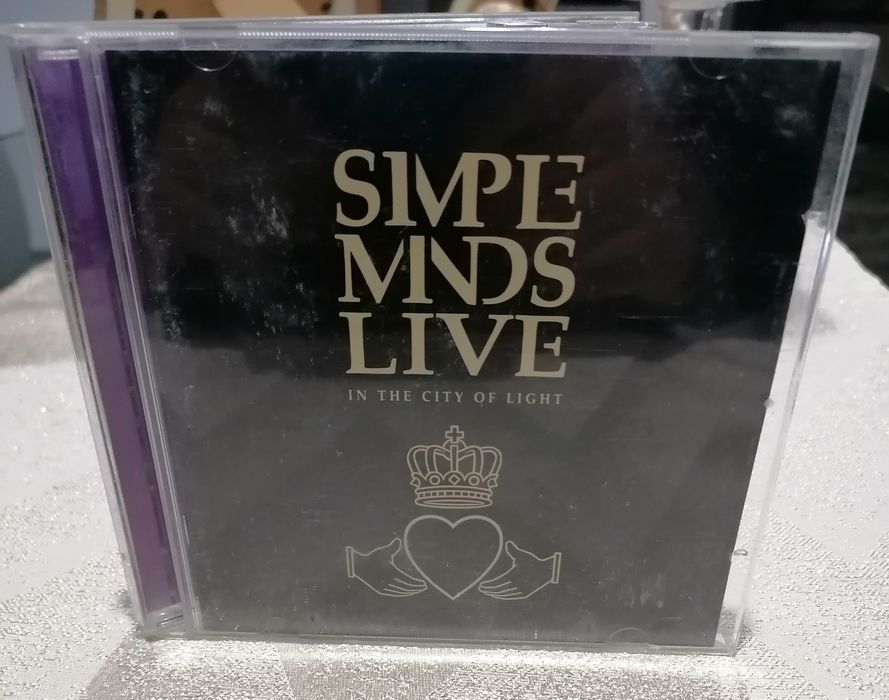 SIMPLE
MINDS
LIVE
IN THE CITY OF LIGHT